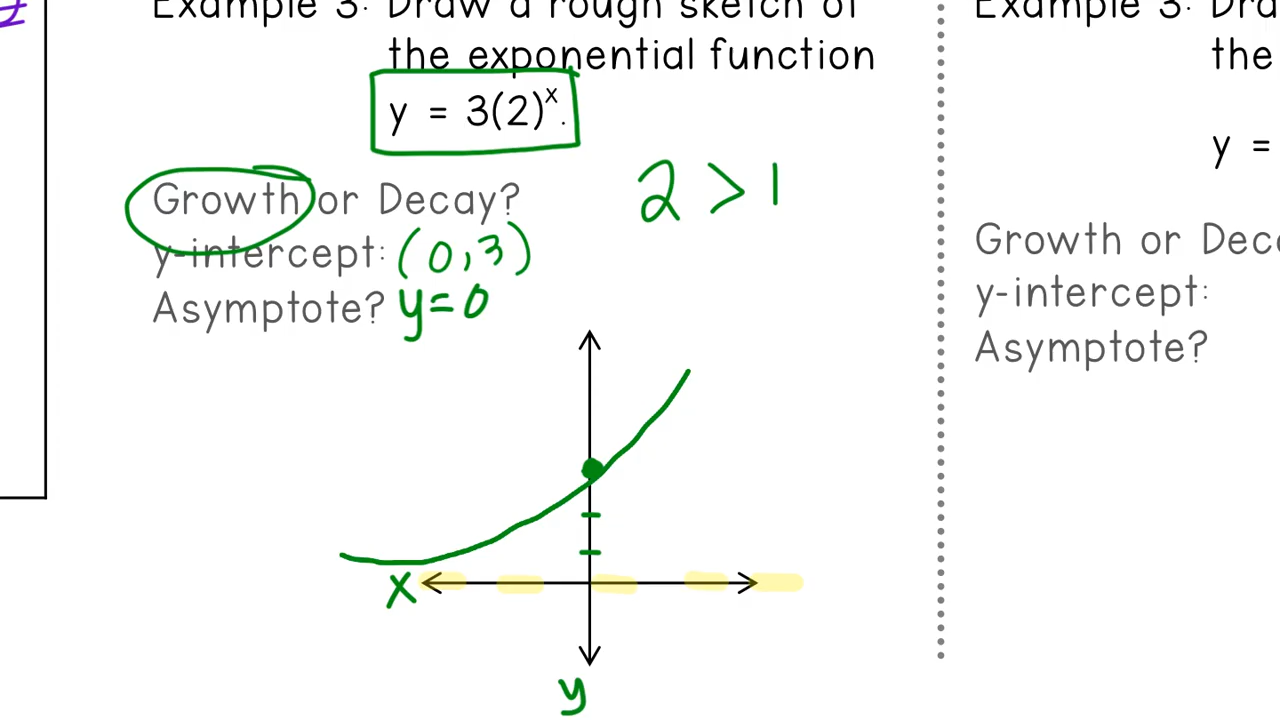 Example 3: Draw a rough sketch of
the exponential function
y = 3(2)^x.
Growth or Decay?
2 > 1
y-intercept: (0,3)
Asymptote? y=0
x
y
Example 3: Dra
the
y =
Growth or Deca
y-intercept:
Asymptote?